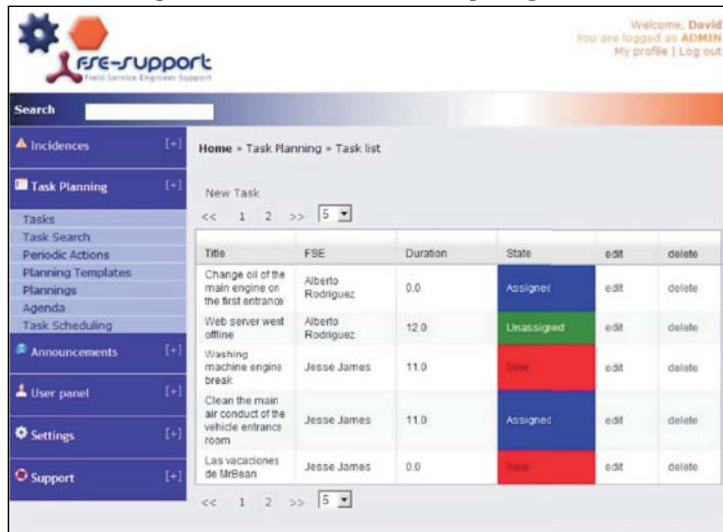 FSE-SUPPORT
Field Service Engineer Support
Welcome, David
You are logged as ADMIN
My profile | Log out
Search
Incidences [+]
Task Planning [+]
Tasks
Task Search
Periodic Actions
Planning Templates
Plannings
Agenda
Task Scheduling
Announcements [+]
User panel [+]
Settings [+]
Support [+]
Home » Task Planning » Task list
New Task
<< 1 2 >> 5
Title FSE Duration State edit delete
Change oil of the
main engine on
the first entrance
Alberto
Rodriguez
0.0 Assigned edit delete
Web server went
offline
Alberto
Rodriguez
12.0 Unassigned edit delete
Washing
machine engine
break
Jesse James 11.0 edit delete
Clean the main
air conduct of the
vehicle entrance
room
Jesse James 11.0 Assigned edit delete
Las vacaciones
de MrBean
Jesse James 0.0 edit delete
<< 1 2 >> 5